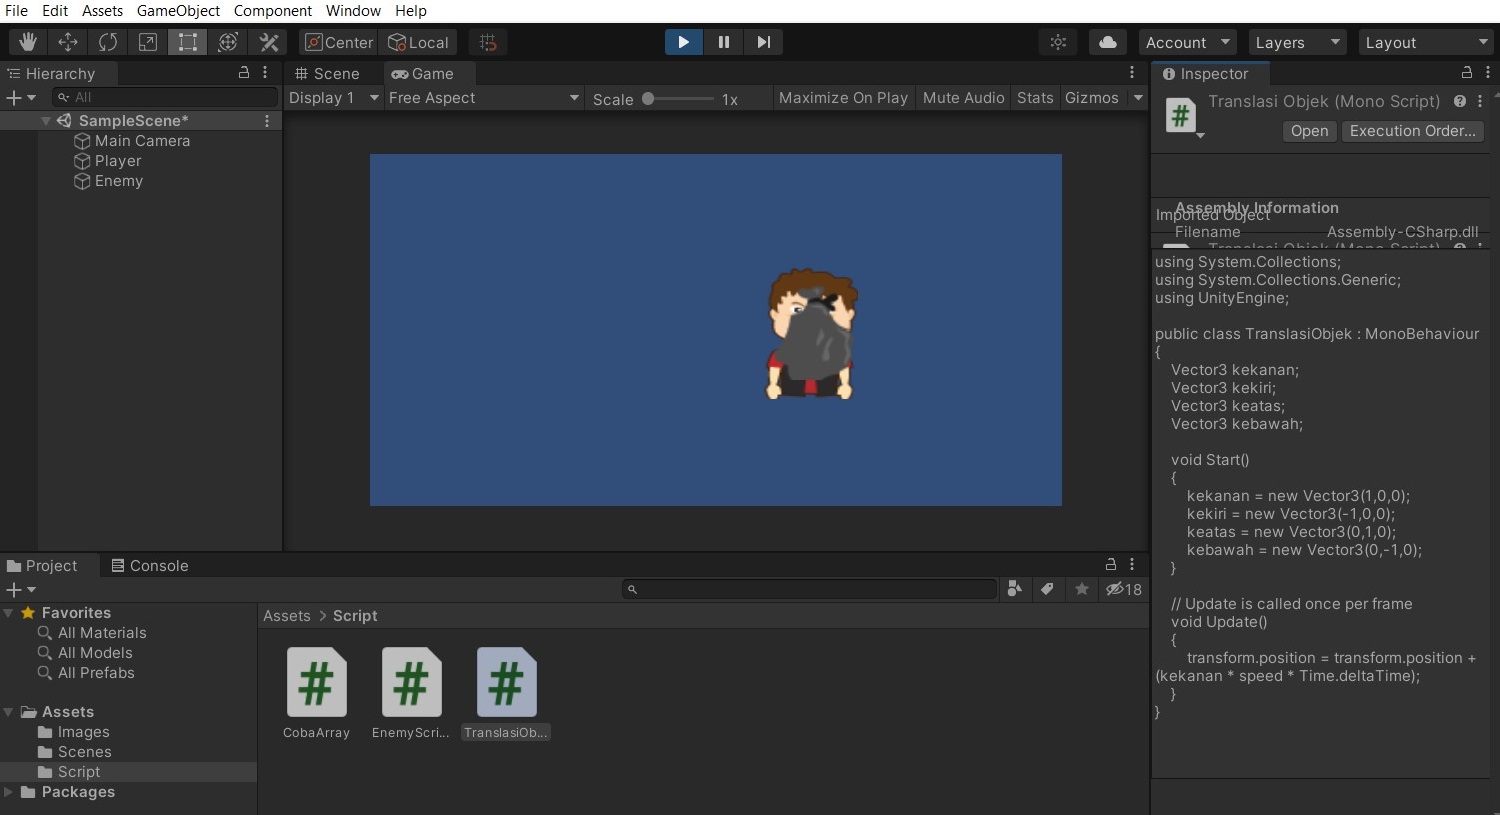 File Edit Assets GameObject Component Window Help
Center Local
Account Layers Layout
Hierarchy
All
SampleScene*
Main Camera
Player
Enemy
Scene Game
Display 1 Free Aspect Scale 1x Maximize On Play Mute Audio Stats Gizmos
Inspector
Translasi Objek (Mono Script)
Open Execution Order...
Assembly Information
Imported Object
Filename Assembly-CSharp.dll
Translasi Objek (Mono Script)
using System.Collections;
using System.Collections.Generic;
using UnityEngine;
public class TranslasiObjek : MonoBehaviour
{
Vector3 kekanan;
Vector3 kekiri;
Vector3 keatas;
Vector3 kebawah;
void Start()
{
kekanan = new Vector3(1,0,0);
kekiri = new Vector3(-1,0,0);
keatas = new Vector3(0,1,0);
kebawah = new Vector3(0,-1,0);
}
// Update is called once per frame
void Update()
{
transform.position = transform.position +
(kekanan * speed * Time.deltaTime);
}
}
Project Console
18
Favorites
All Materials
All Models
All Prefabs
Assets
Images
Scenes
Script
Packages
Assets > Script
# # #
CobaArray EnemyScri... TranslasiOb...